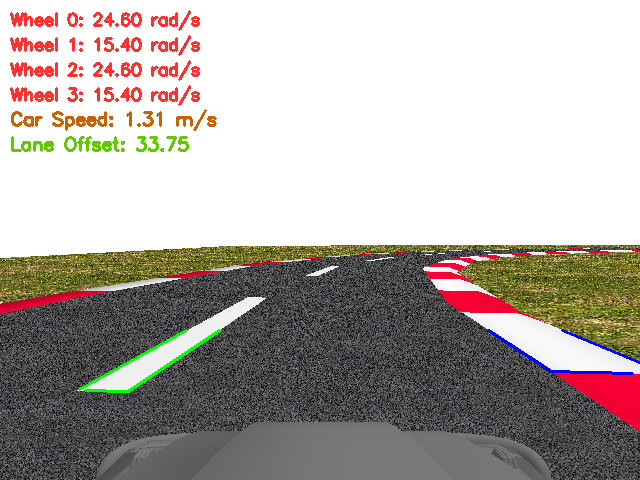 Wheel 0: 24.60 rad/s
Wheel 1: 15.40 rad/s
Wheel 2: 24.60 rad/s
Wheel 3: 15.40 rad/s
Car Speed: 1.31 m/s
Lane Offset: 33.75